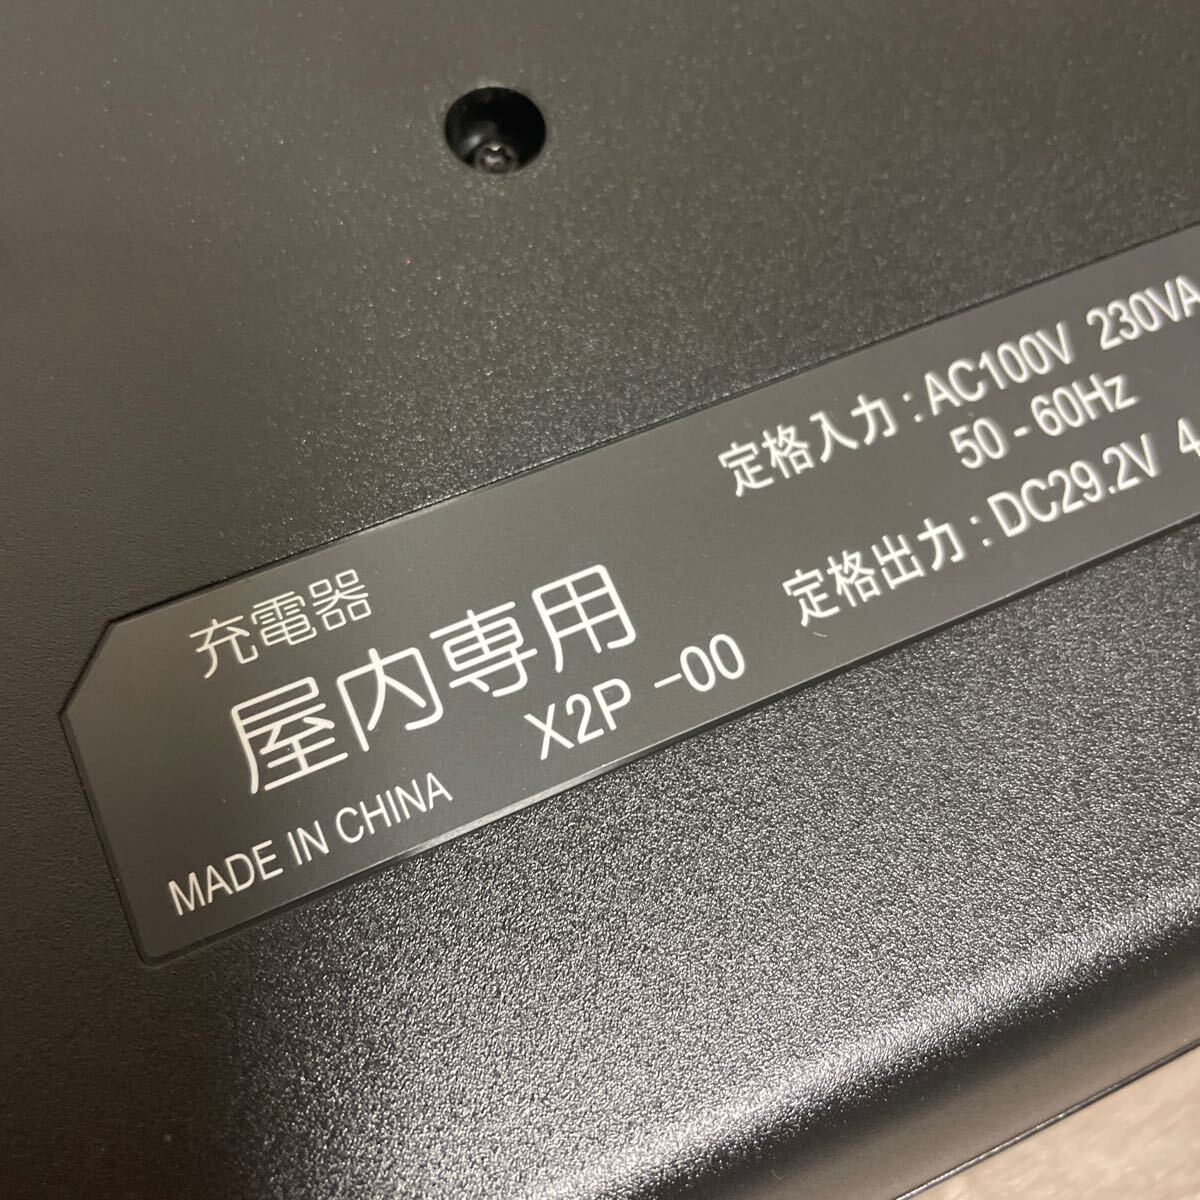 充電器
屋内専用
X2P -00
MADE IN CHINA
定格入力 : AC100V 230VA
50 - 60Hz
定格出力 : DC29.2V 4